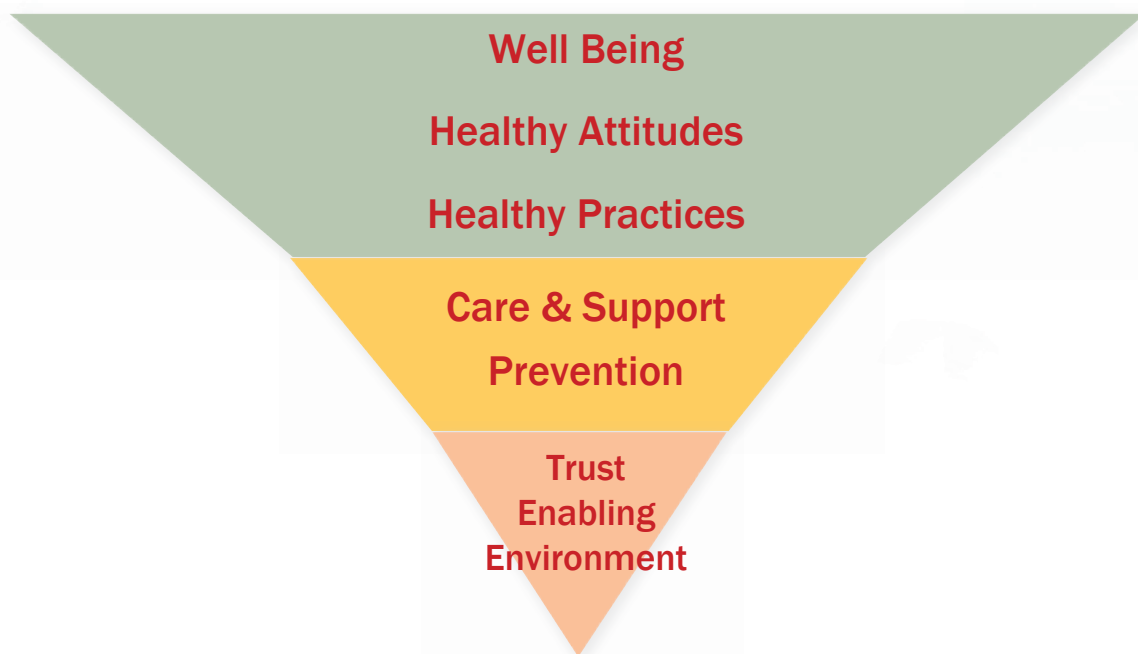 Well Being
Healthy Attitudes
Healthy Practices
Care & Support
Prevention
Trust
Enabling
Environment